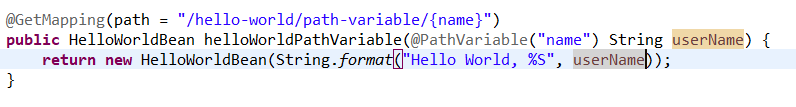 @GetMapping(path = "/hello-world/path-variable/{name}")
public HelloWorldBean helloWorldPathVariable(@PathVariable("name") String userName) {
    return new HelloWorldBean(String.format("Hello World, %S", userName));
}